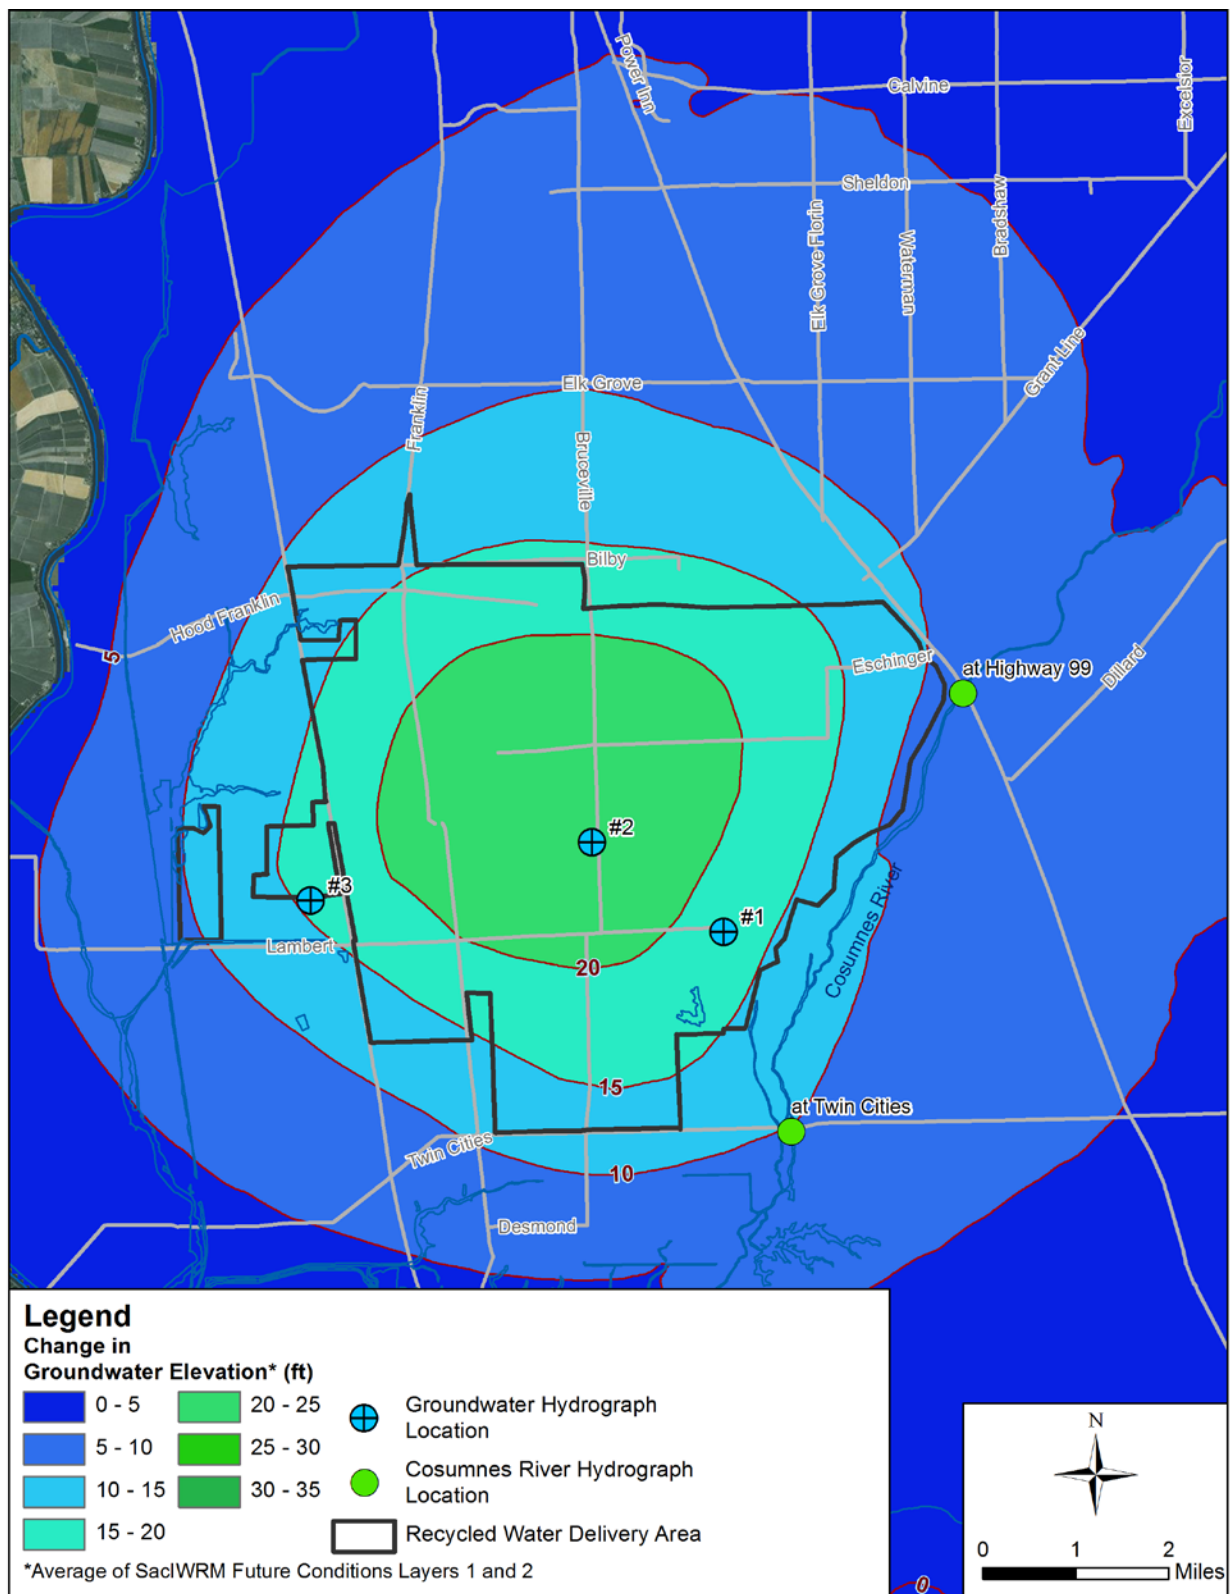 Power Inn
Calvine
Excelsior
Sheldon
Elk Grove Florin
Waterman
Bradshaw
Grant Line
Elk Grove
Franklin
Bruceville
Bilby
Hood Franklin
5
Eschinger
at Highway 99
Dillard
#2
#3
#1
Lambert
Cosumnes River
20
15
at Twin Cities
Twin Cities
10
Desmond
Legend
Change in
Groundwater Elevation* (ft)
0 - 5
5 - 10
10 - 15
15 - 20
20 - 25
25 - 30
30 - 35
Groundwater Hydrograph
Location
Cosumnes River Hydrograph
Location
Recycled Water Delivery Area
*Average of SacIWRM Future Conditions Layers 1 and 2
N
0 1 2
Miles
0